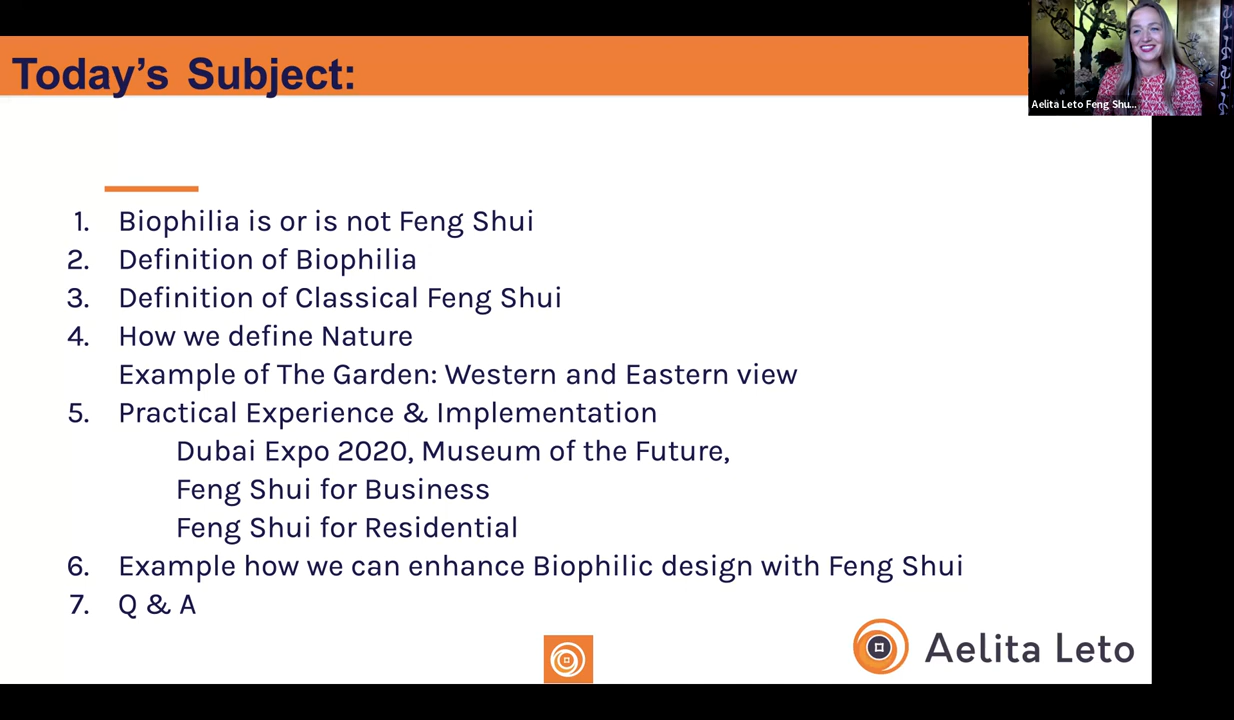 Today's Subject:
Aelita Leto Feng Shu...
1. Biophilia is or is not Feng Shui
2. Definition of Biophilia
3. Definition of Classical Feng Shui
4. How we define Nature
Example of The Garden: Western and Eastern view
5. Practical Experience & Implementation
Dubai Expo 2020, Museum of the Future,
Feng Shui for Business
Feng Shui for Residential
6. Example how we can enhance Biophilic design with Feng Shui
7. Q & A
Aelita Leto